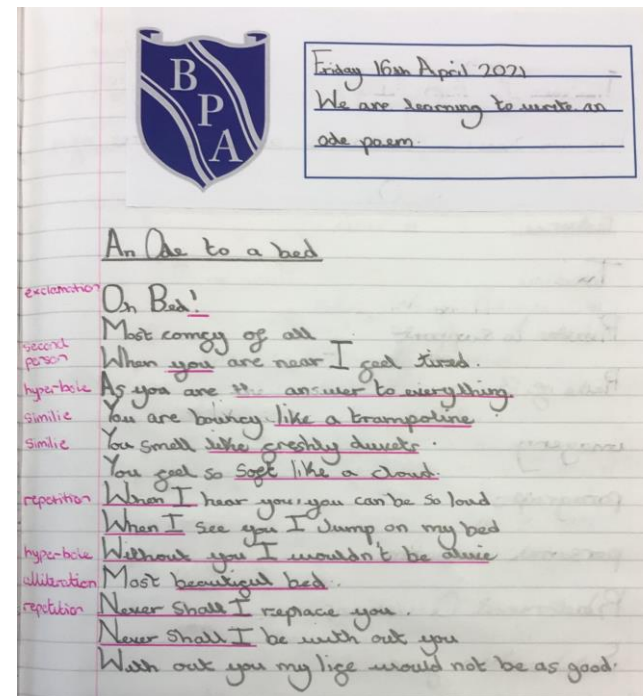 B
P
A
Friday 16th April 2021
We are learning to write an
ode poem.
An Ode to a bed
exclamation Oh Bed!
Most comfy of all
second person When you are near I feel tired.
hyperbole As you are the answer to everything.
similie You are bouncy like a trampoline
similie You smell like freshly duvets.
You feel so soft like a cloud.
repetition When I hear you, you can be so loud
When I see you I Jump on my bed
hyperbole Without you I wouldn't be alive
alliteration Most beautiful bed.
repetition Never shall I replace you.
Never shall I be with out you
With out you my life would not be as good.